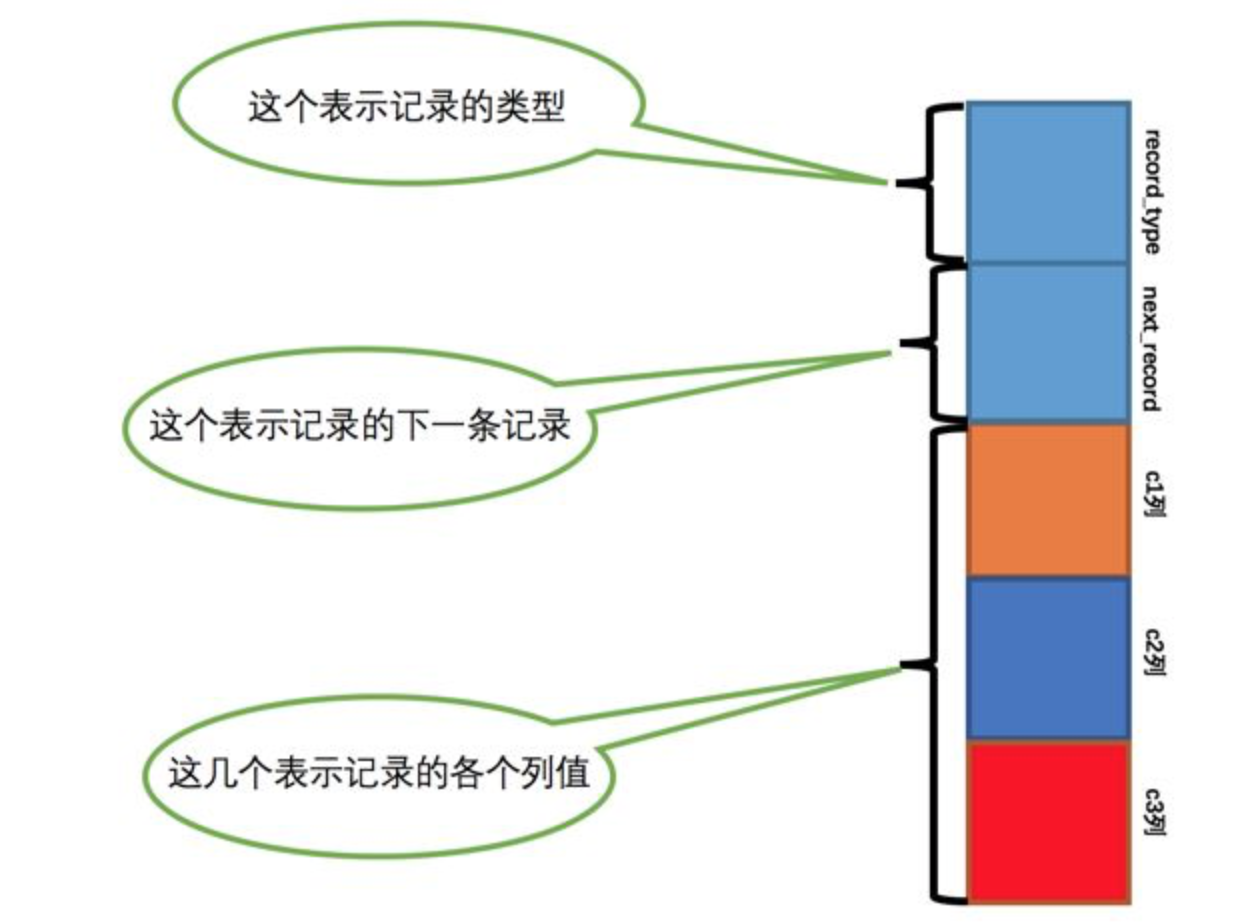 这个表示记录的类型
record_type
next_record
这个表示记录的下一条记录
c1列
c2列
这几个表示记录的各个列值
c3列